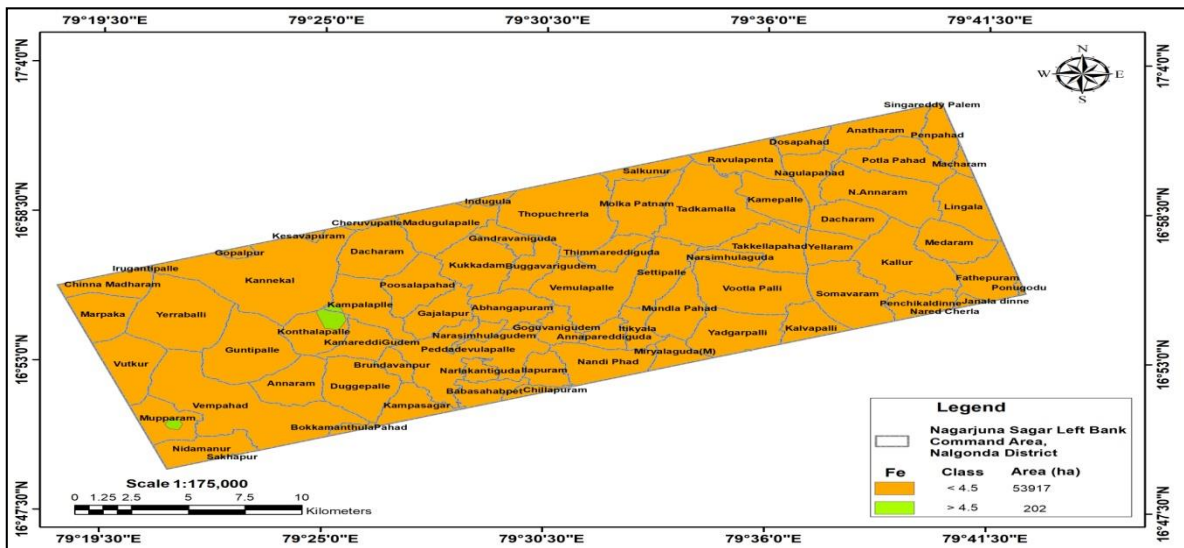 79°19'30"E 79°25'0"E 79°30'30"E 79°36'0"E 79°41'30"E
17°4'0"N
17°4'0"N
N
W E
S
Singareddy Palem
Anatharam
Penpahad
Dosapahad
Ravulapenta
Potla Pahad
Macharam
Salkunur
Nagulapahad
N.Annaram
Kamepalle
Indugula
Molka Patnam
Lingala
Thopuchrerla
Tadkamalla
16°58'30"N
16°58'30"N
Cheruvupalle
Madugulapalle
Dacharam
Kesavapuram
Gandravaniguda
Medaram
Gopalpur
Dacharam
Thimmareddiguda
Takkellapahad
Yellaram
Narsimhulaguda
Irugantipalle
Kukkadam
Buggavarigudem
Settipalle
Kallur
Kannekal
Chinna Madharam
Poosalapahad
Vemulapalle
Vootla Palli
Somavaram
Fathepuram
Ponugodu
Kampalaplle
Abhangapuram
Mundla Pahad
Penchikaldinne
Janala dinne
Marpaka
Yerraballi
Gajalapur
Nared Cherla
Konthalapalle
Goguvanigudem
Itikyala
Yadgarpalli
Kalvapalli
KamareddiGudem
Narasimhulagudem
Annapareddiguda
Guntipalle
Peddadevulapalle
Miryalaguda(M)
16°53'0"N
16°53'0"N
Vutkur
Brundavanpur
Narlakantiguda
llapuram
Nandi Phad
Annaram
Duggepalle
Babasahabpet
Chillapuram
Vempahad
Kampasagar
Mupparam
BokkamanthulaPahad
Nidamanur
Sakhapur
Legend
Nagarjuna Sagar Left Bank
Command Area,
Nalgonda District
Fe Class Area (ha)
< 4.5 53917
> 4.5 202
Scale 1:175,000
0 1.25 2.5 5 7.5 10
Kilometers
16°47'30"N
16°47'30"N
79°19'30"E 79°25'0"E 79°30'30"E 79°36'0"E 79°41'30"E